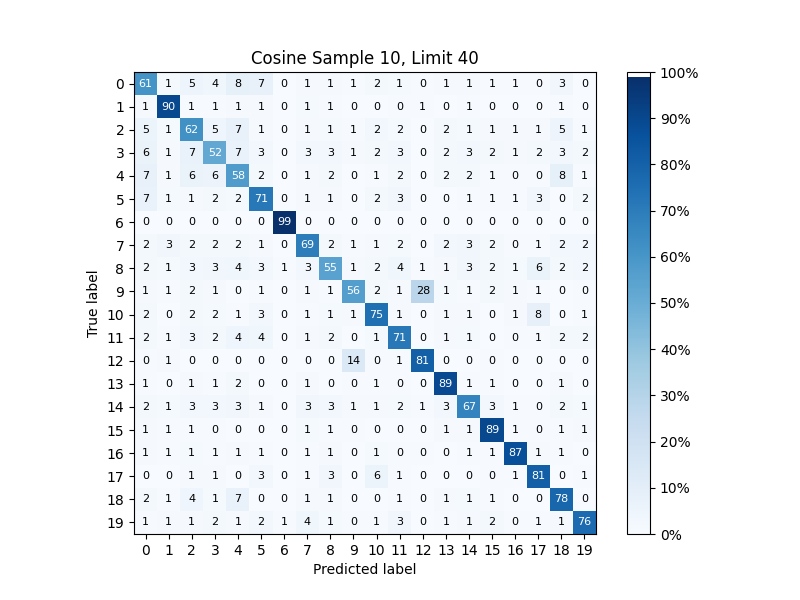 Cosine Sample 10, Limit 40
0 61 1 5 4 8 7 0 1 1 1 2 1 0 1 1 1 1 0 3 0
1 1 90 1 1 1 1 0 1 1 0 0 0 1 0 1 0 0 0 1 0
2 5 1 62 5 7 1 0 1 1 1 2 2 0 2 1 1 1 1 5 1
3 6 1 7 52 7 3 0 3 3 1 2 3 0 2 3 2 1 2 3 2
4 7 1 6 6 58 2 0 1 2 0 1 2 0 2 2 1 0 0 8 1
5 7 1 1 2 2 71 0 1 1 0 2 3 0 0 1 1 1 3 0 2
6 0 0 0 0 0 0 99 0 0 0 0 0 0 0 0 0 0 0 0 0
7 2 3 2 2 2 1 0 69 2 1 1 2 0 2 3 2 0 1 2 2
8 2 1 3 3 4 3 1 3 55 1 2 4 1 1 3 2 1 6 2 2
9 1 1 2 1 0 1 0 1 1 56 2 1 28 1 1 2 1 1 0 0
10 2 0 2 2 1 3 0 1 1 1 75 1 0 1 1 0 1 8 0 1
11 2 1 3 2 4 4 0 1 2 0 1 71 0 1 1 0 0 1 2 2
12 0 1 0 0 0 0 0 0 0 14 0 1 81 0 0 0 0 0 0 0
13 1 0 1 1 2 0 0 1 0 0 1 0 0 89 1 1 0 0 1 0
14 2 1 3 3 3 1 0 3 3 1 1 2 1 3 67 3 1 0 2 1
15 1 1 1 0 0 0 0 1 1 0 0 0 0 1 1 89 1 0 1 1
16 1 1 1 1 1 1 0 1 1 0 1 0 0 0 1 1 87 1 0 1
17 0 0 1 1 0 3 0 1 3 0 6 1 0 0 0 0 1 81 0 1
18 2 1 4 1 7 0 0 1 1 0 0 1 0 1 1 1 0 0 78 0
19 1 1 1 2 1 2 1 4 1 0 1 3 0 1 1 2 0 1 1 76
0 1 2 3 4 5 6 7 8 9 10 11 12 13 14 15 16 17 18 19
Predicted label
True label
100%
90%
80%
70%
60%
50%
40%
30%
20%
10%
0%